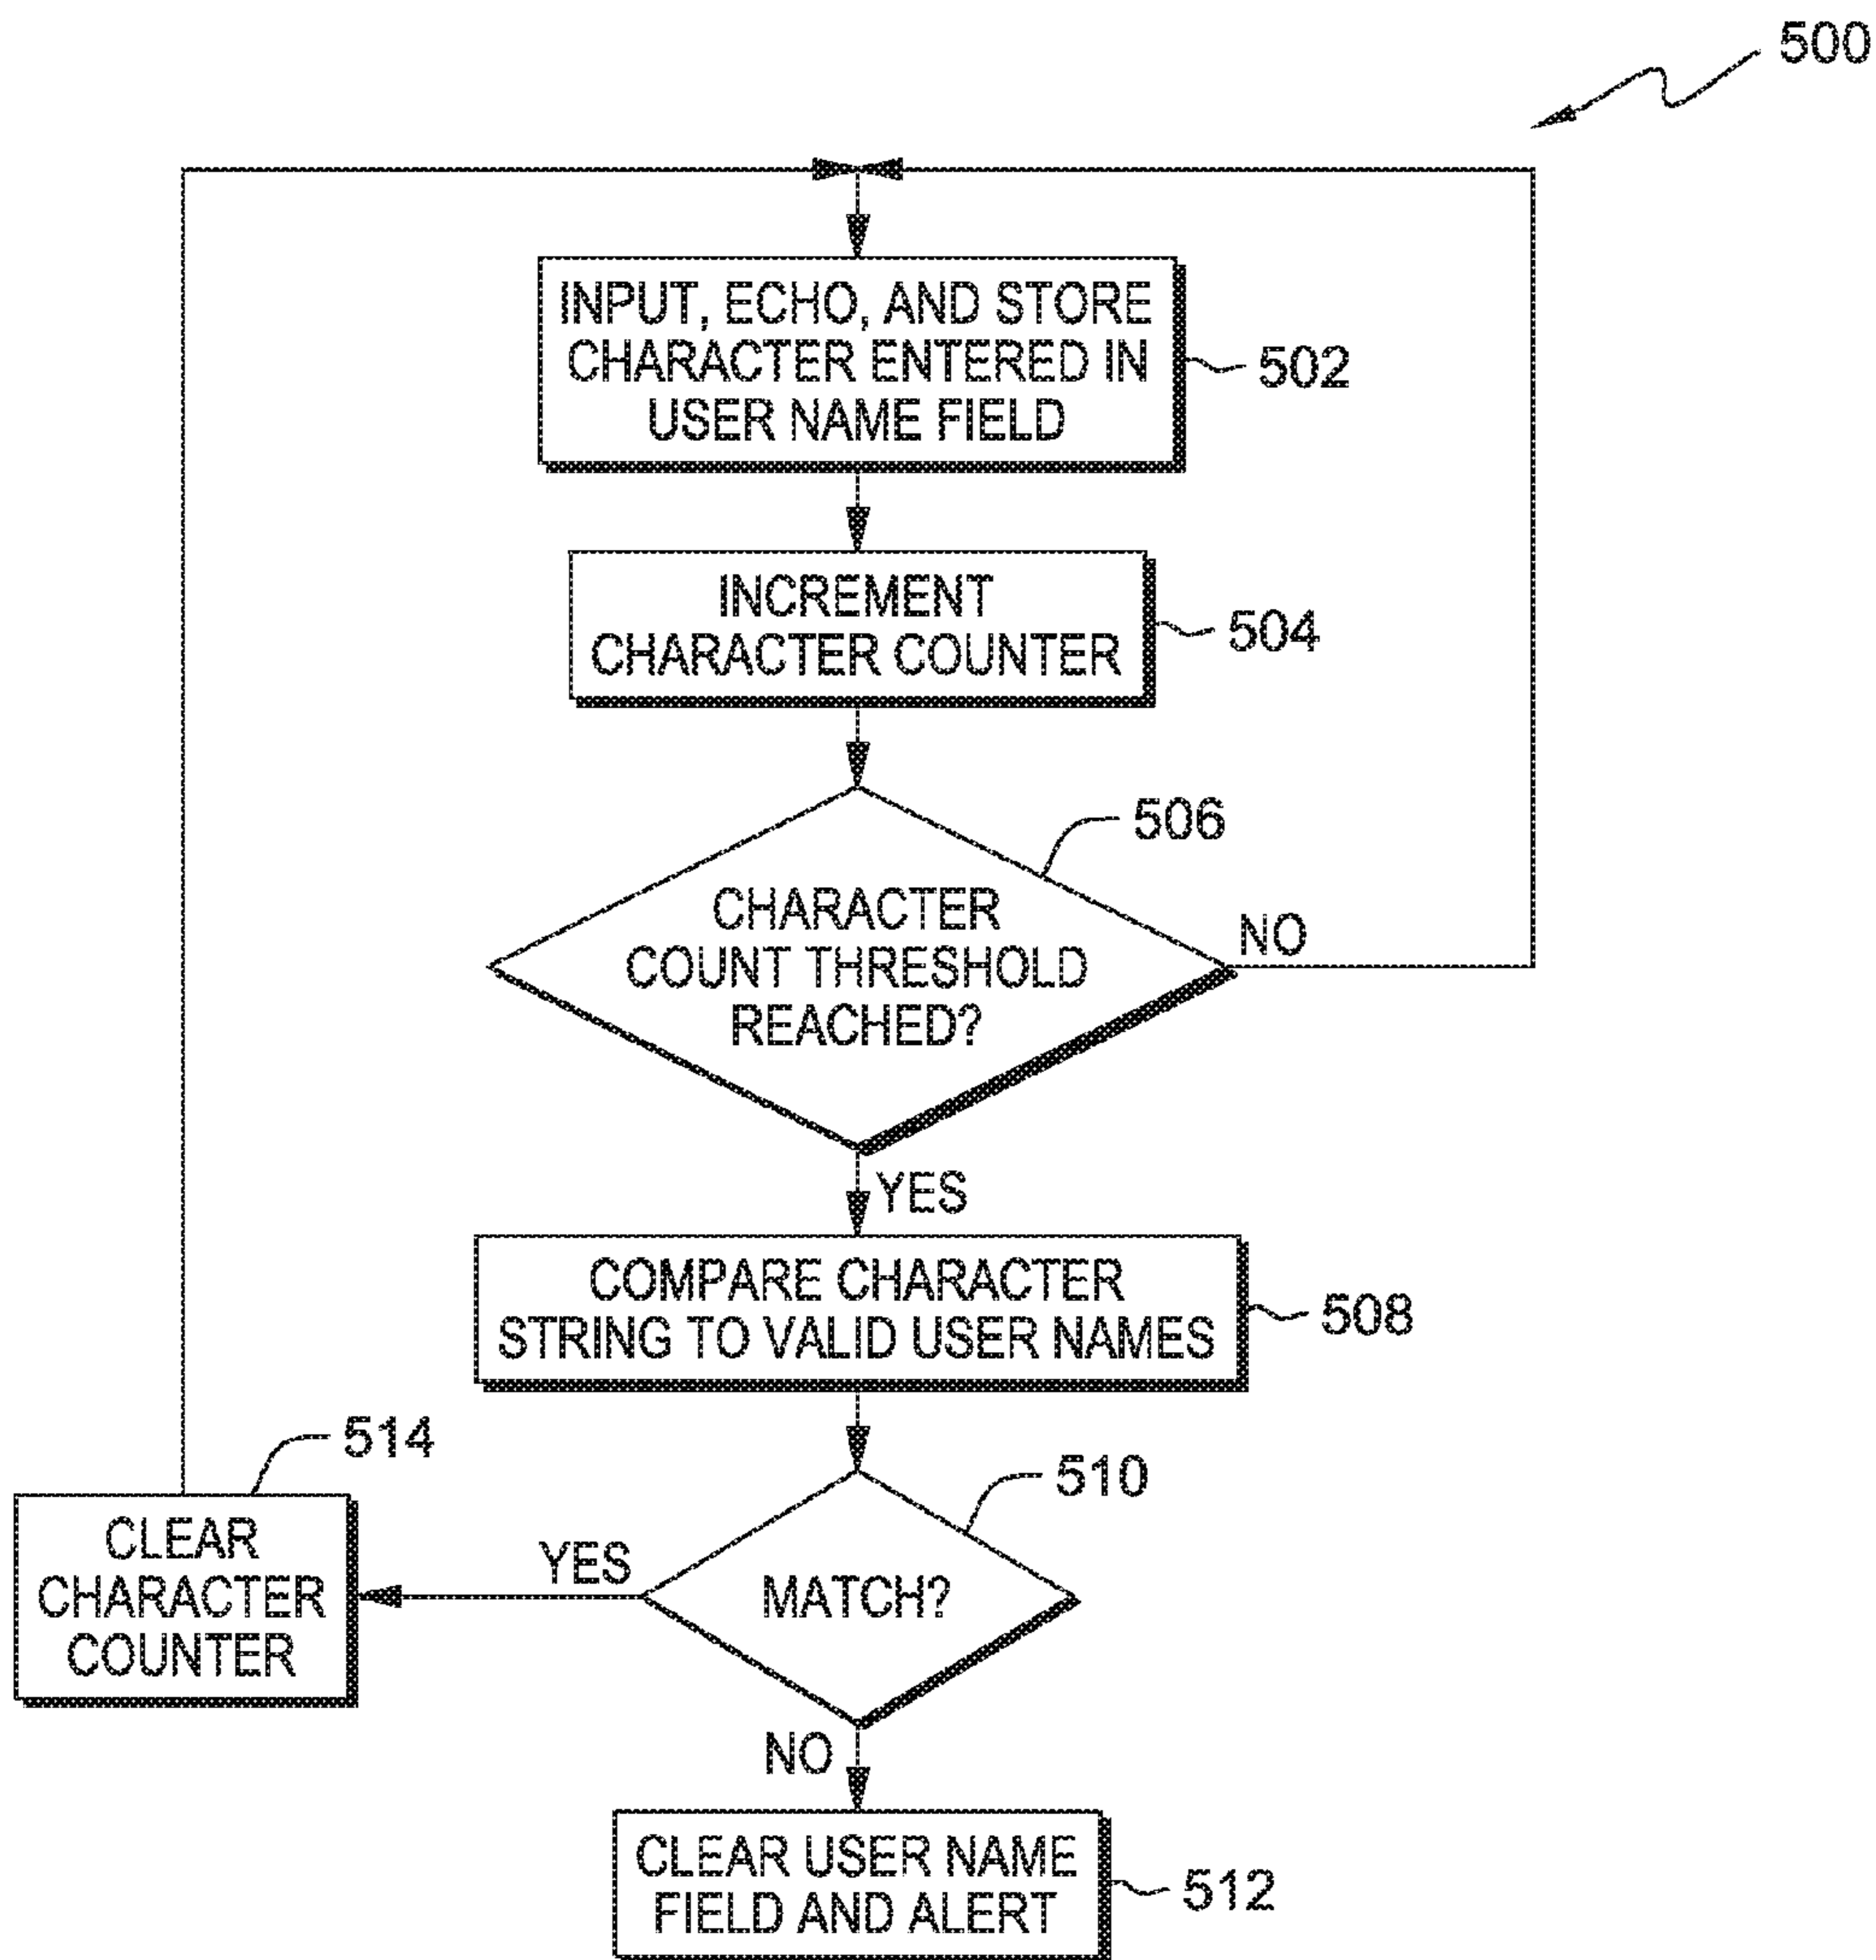 500
INPUT, ECHO, AND STORE
CHARACTER ENTERED IN
USER NAME FIELD
502
INCREMENT
CHARACTER COUNTER
504
506
CHARACTER
COUNT THRESHOLD
REACHED?
NO
YES
COMPARE CHARACTER
STRING TO VALID USER NAMES
508
514
CLEAR
CHARACTER
COUNTER
YES
510
MATCH?
NO
CLEAR USER NAME
FIELD AND ALERT
512